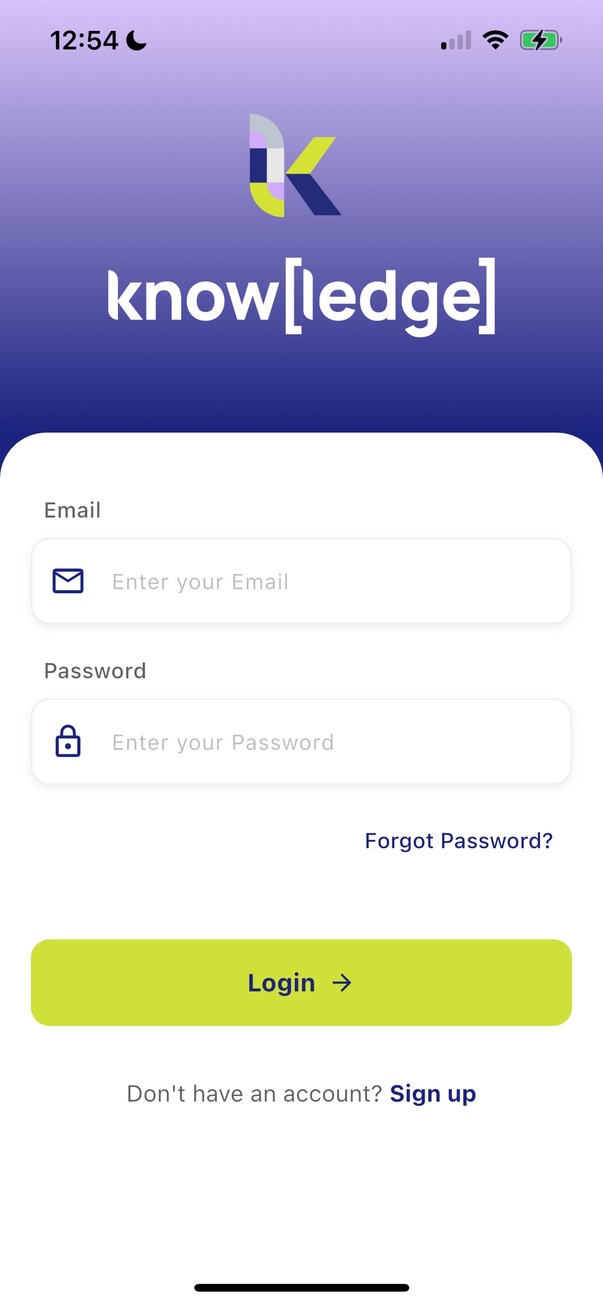 12:54
k
know[ledge]
Email
Enter your Email
Password
Enter your Password
Forgot Password?
Login →
Don't have an account? Sign up